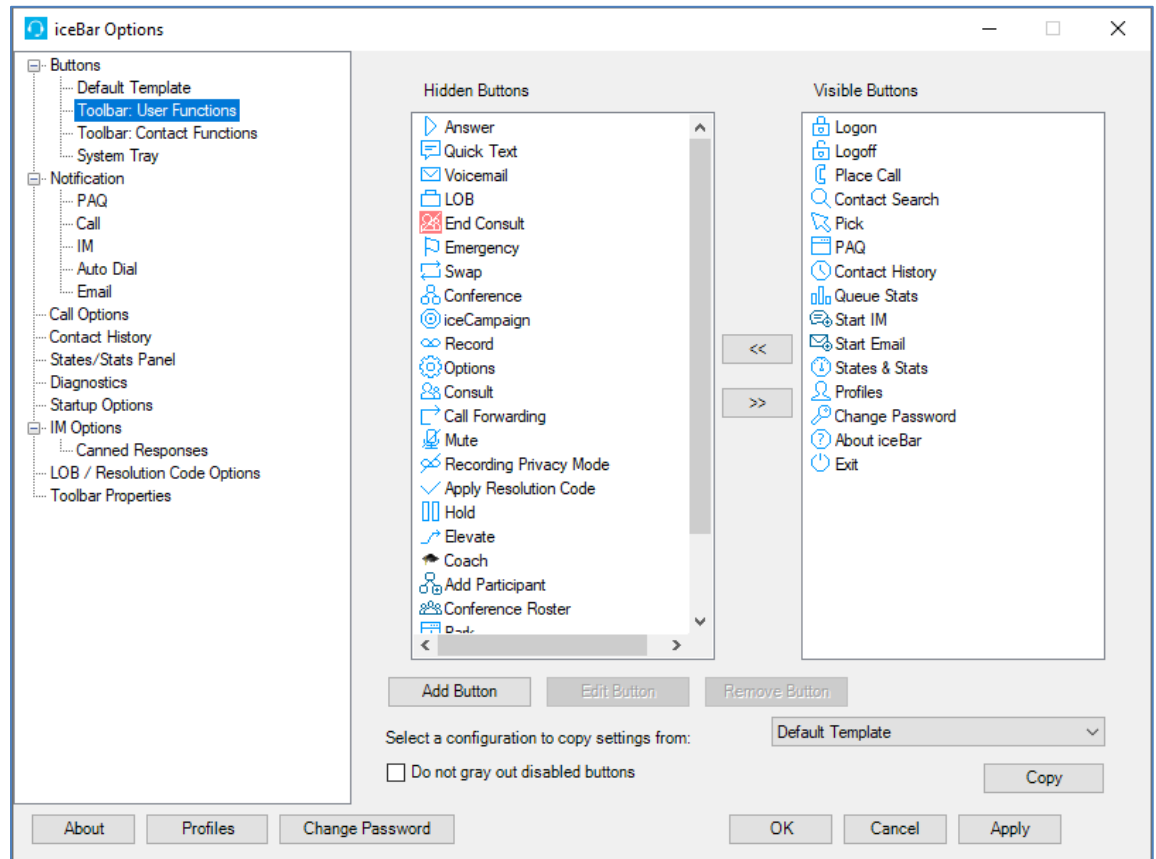 iceBar Options
Buttons
Default Template
Toolbar: User Functions
Toolbar: Contact Functions
System Tray
Notification
PAQ
Call
IM
Auto Dial
Email
Call Options
Contact History
States/Stats Panel
Diagnostics
Startup Options
IM Options
Canned Responses
LOB / Resolution Code Options
Toolbar Properties
Hidden Buttons
Answer
Quick Text
Voicemail
LOB
End Consult
Emergency
Swap
Conference
iceCampaign
Record
Options
Consult
Call Forwarding
Mute
Recording Privacy Mode
Apply Resolution Code
Hold
Elevate
Coach
Add Participant
Conference Roster
Park
<<
>>
Visible Buttons
Logon
Logoff
Place Call
Contact Search
Pick
PAQ
Contact History
Queue Stats
Start IM
Start Email
States & Stats
Profiles
Change Password
About iceBar
Exit
Add Button
Edit Button
Remove Button
Select a configuration to copy settings from:
Default Template
Do not gray out disabled buttons
Copy
About
Profiles
Change Password
OK
Cancel
Apply